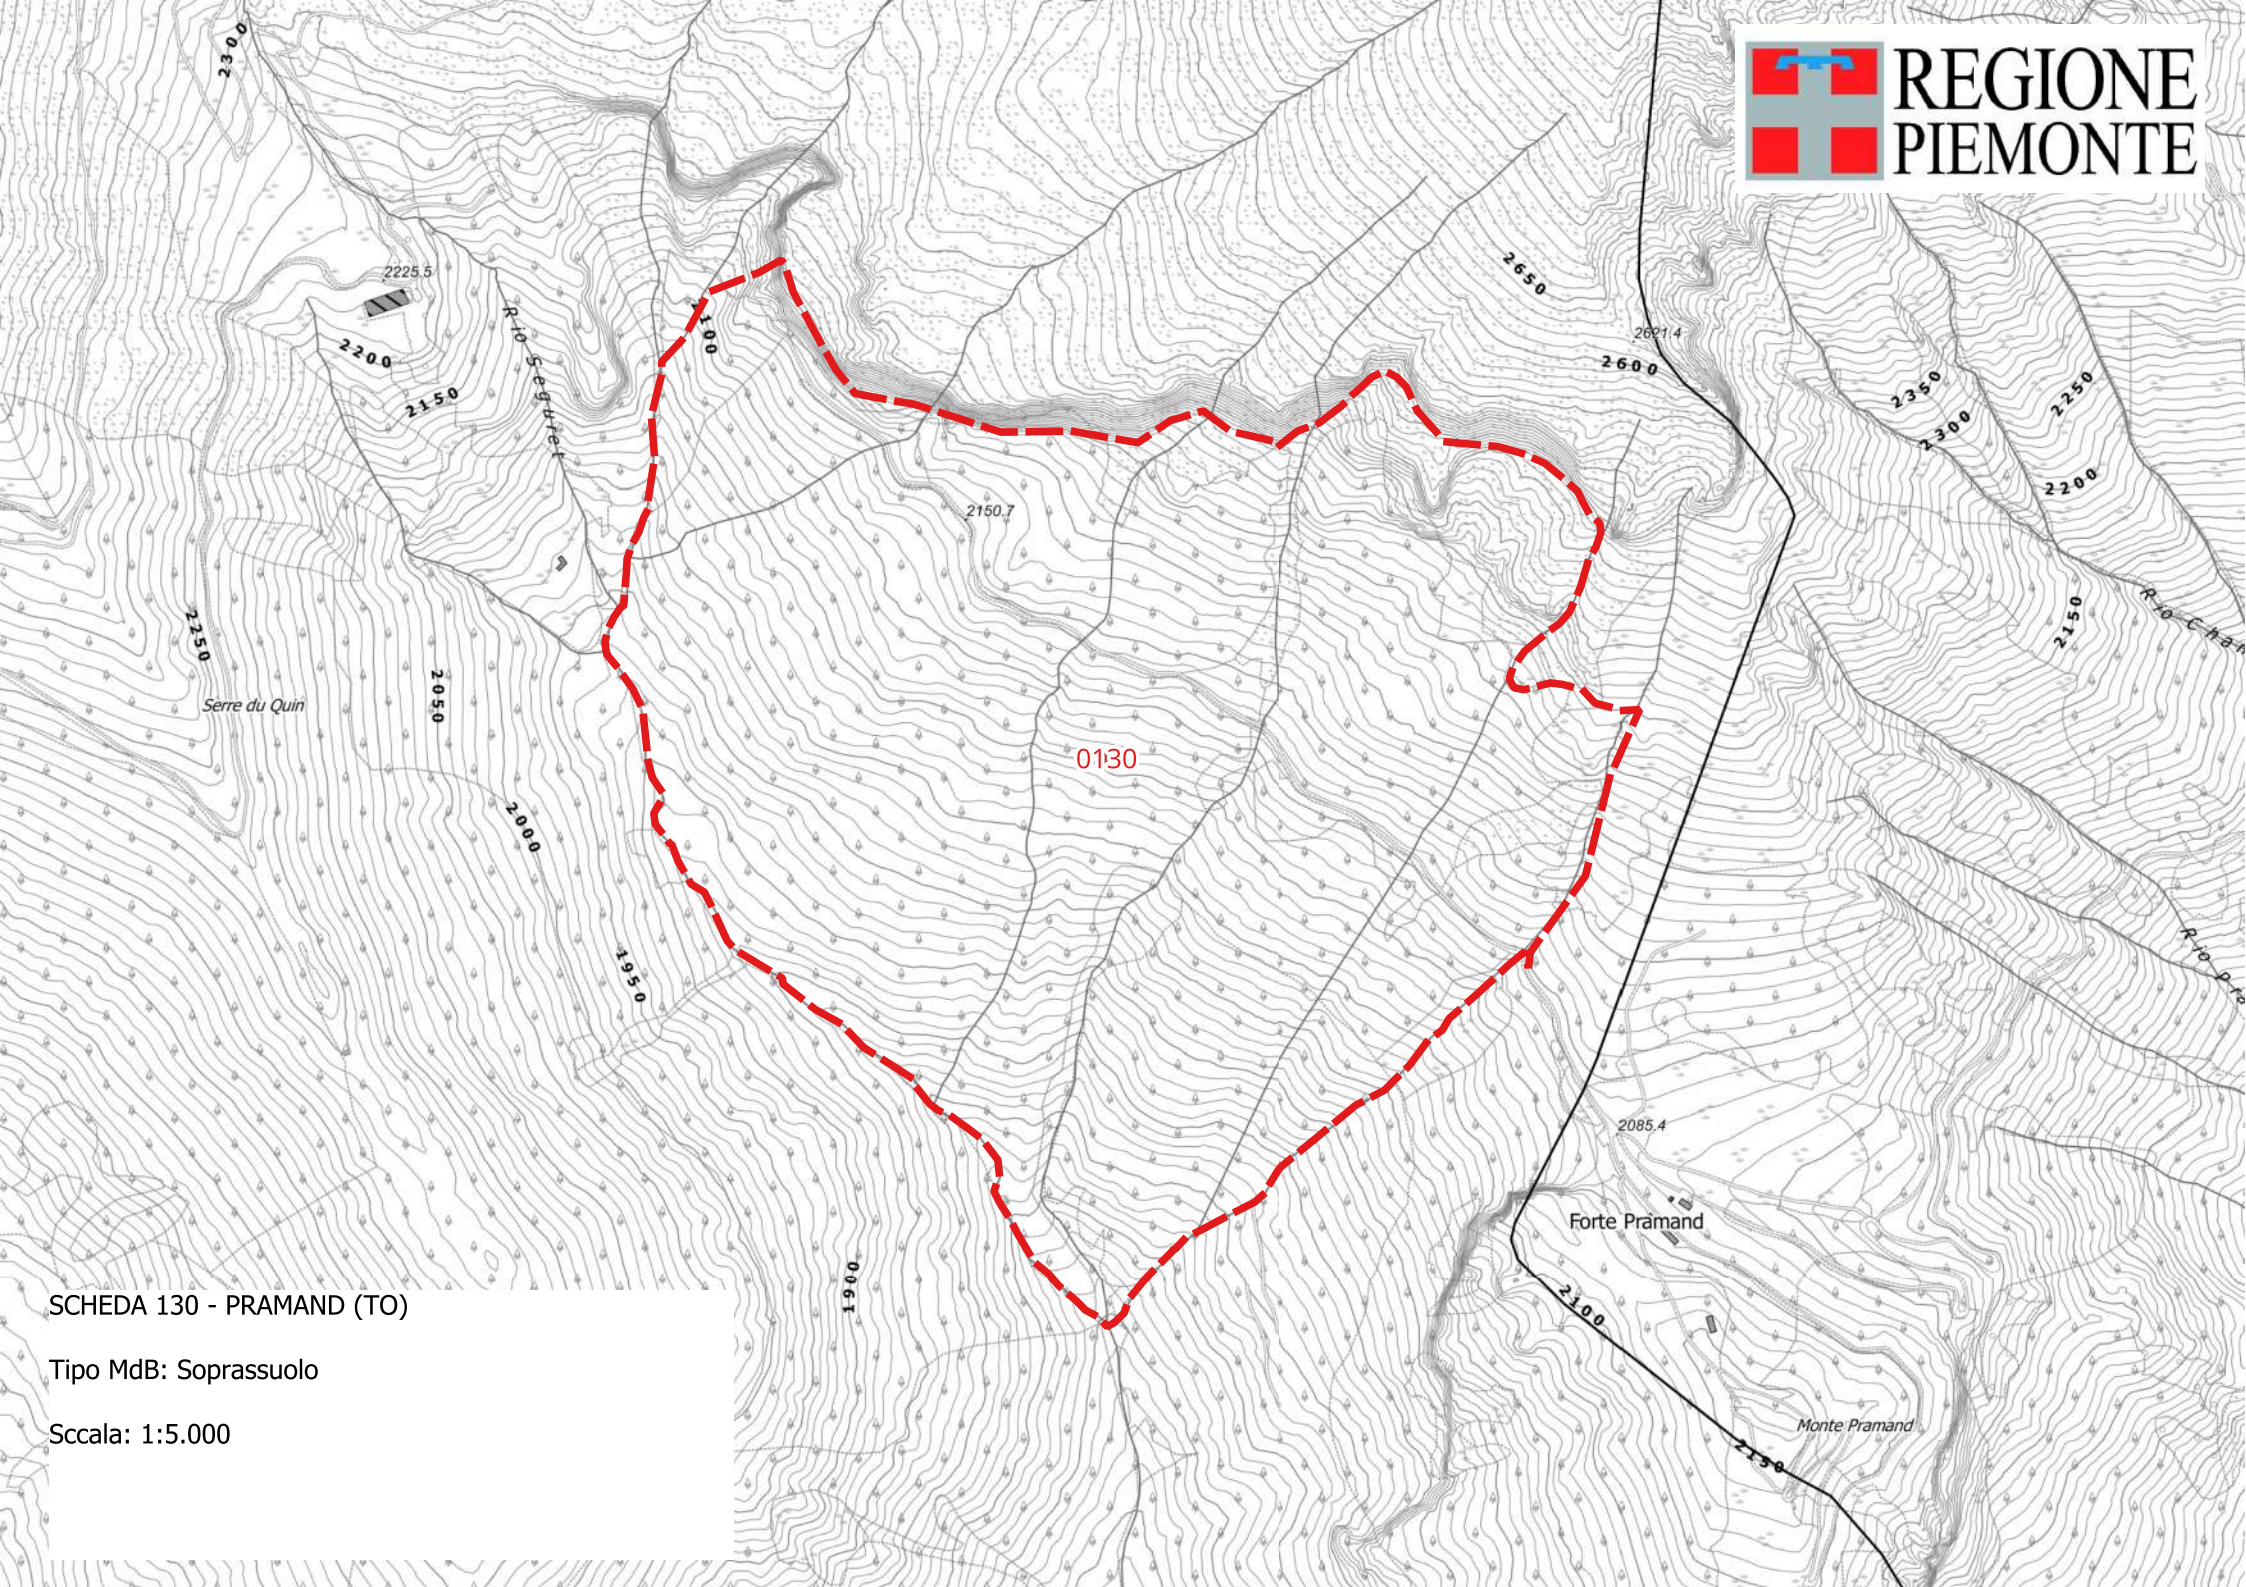 REGIONE
PIEMONTE
2300
2225.5
2650
2100
2621.4
2200
2600
Rio Seguret
2150
2350
2250
2300
2200
2150.7
2250
2150
Serre du Quin
2050
0130
2000
1950
2085.4
Forte Pramand
1900
2100
SCHEDA 130 - PRAMAND (TO)
Tipo MdB: Soprassuolo
Monte Pramand
Sccala: 1:5.000
2150
Rio
Rio